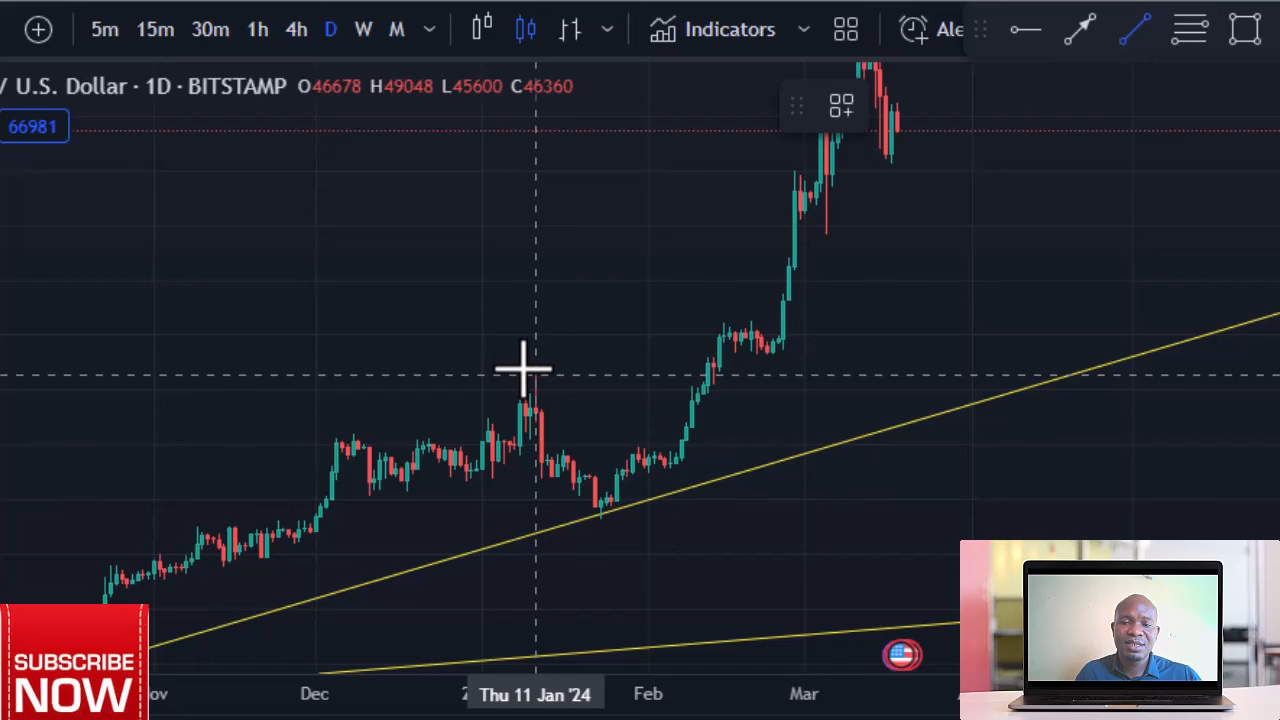 5m 15m 30m 1h 4h D W M Indicators Ale
/ U.S. Dollar · 1D · BITSTAMP O46678 H49048 L45600 C46360
66981
ov Dec 2 Thu 11 Jan '24 Feb Mar
SUBSCRIBE
NOW